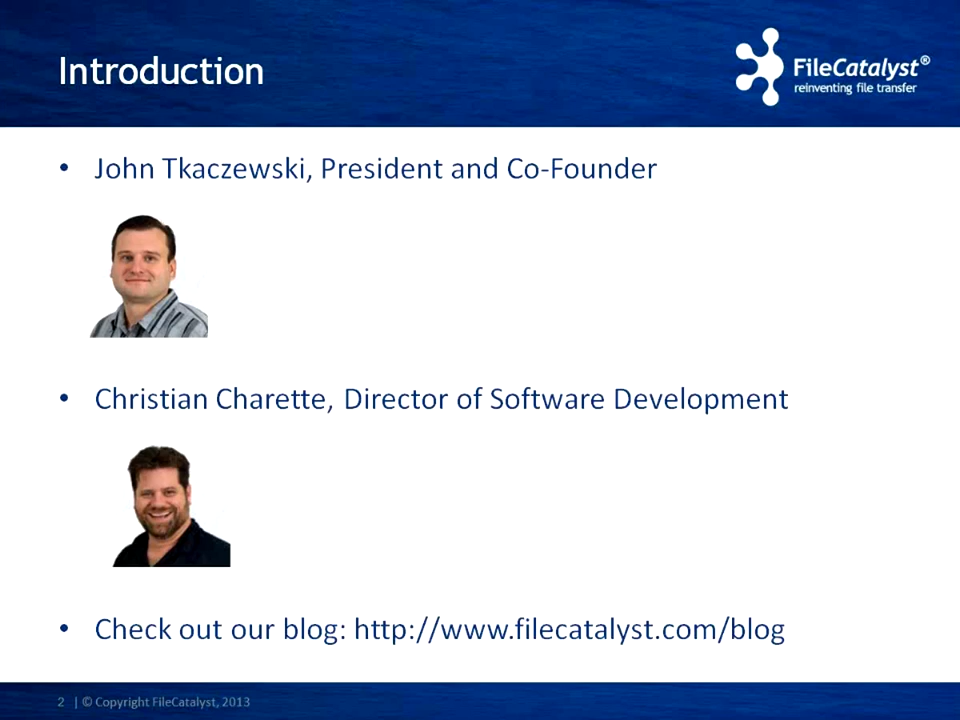 Introduction
FileCatalyst®
reinventing file transfer
• John Tkaczewski, President and Co-Founder
• Christian Charette, Director of Software Development
• Check out our blog: http://www.filecatalyst.com/blog
2 | © Copyright FileCatalyst, 2013